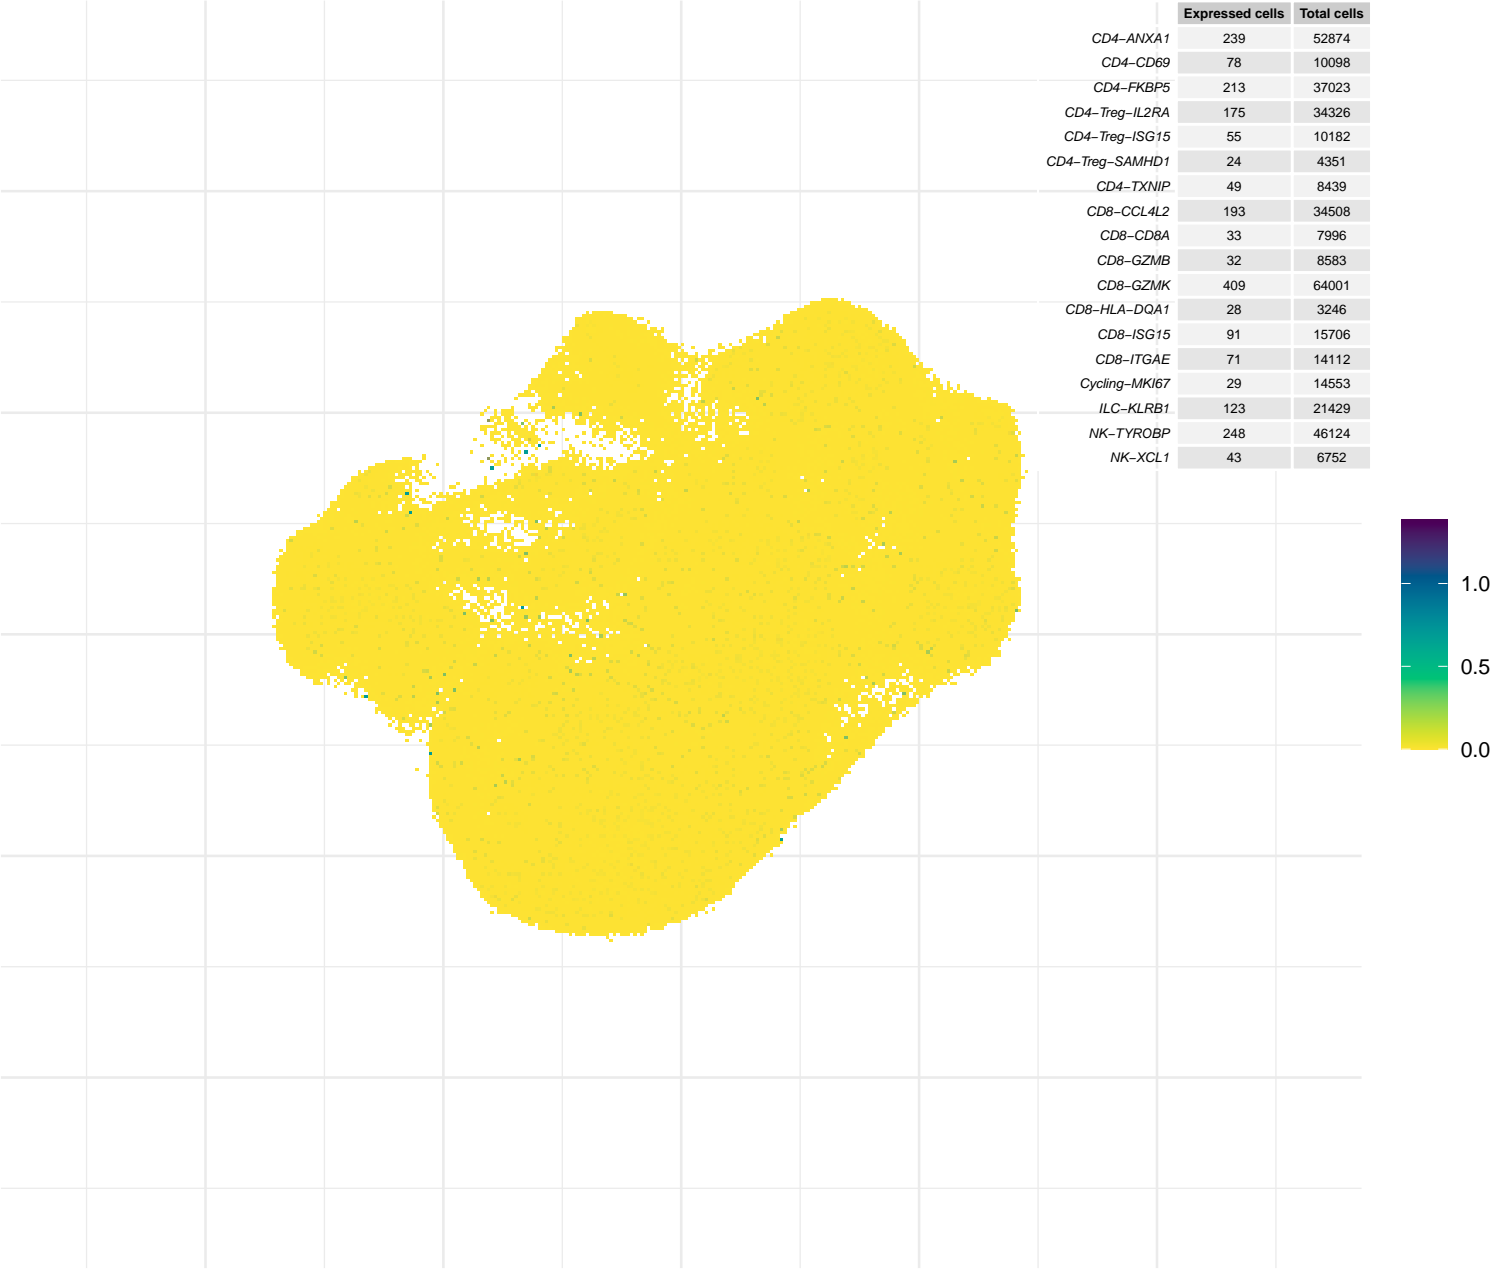 Expressed cells Total cells
CD4−ANXA1 239 52874
CD4−CD69 78 10098
CD4−FKBP5 213 37023
CD4−Treg−IL2RA 175 34326
CD4−Treg−ISG15 55 10182
CD4−Treg−SAMHD1 24 4351
CD4−TXNIP 49 8439
CD8−CCL4L2 193 34508
CD8−CD8A 33 7996
CD8−GZMB 32 8583
CD8−GZMK 409 64001
CD8−HLA−DQA1 28 3246
CD8−ISG15 91 15706
CD8−ITGAE 71 14112
Cycling−MKI67 29 14553
ILC−KLRB1 123 21429
NK−TYROBP 248 46124
NK−XCL1 43 6752
1.0
0.5
0.0